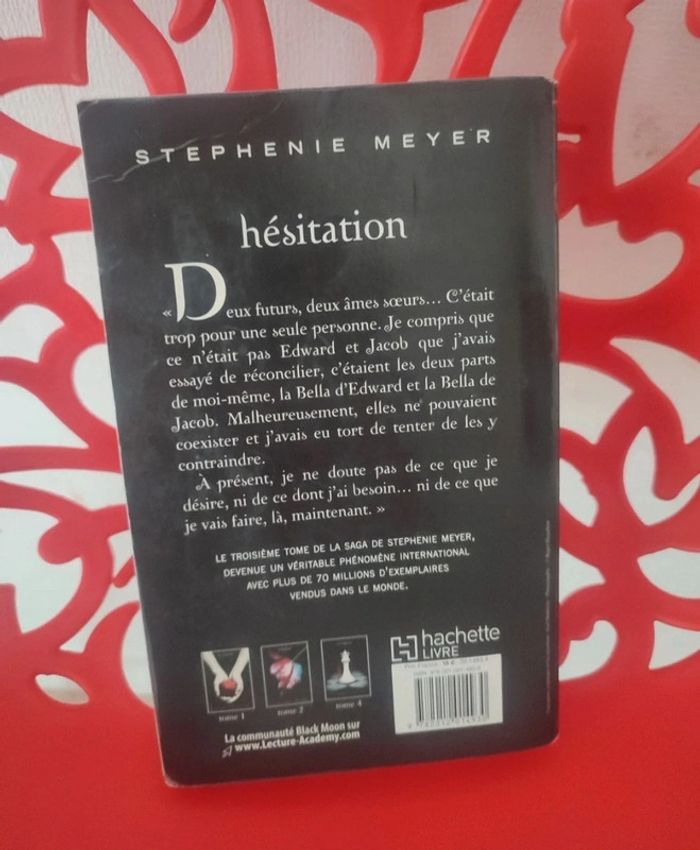 STEPHENIE MEYER
hésitation
« Deux futurs, deux âmes sœurs... C'était
trop pour une seule personne. Je compris que
ce n'était pas Edward et Jacob que j'avais
essayé de réconcilier, c'étaient les deux parts
de moi-même, la Bella d'Edward et la Bella de
Jacob. Malheureusement, elles ne pouvaient
coexister et j'avais eu tort de tenter de les y
contraindre.
À présent, je ne doute pas de ce que je
désire, ni de ce dont j'ai besoin... ni de ce que
je vais faire, là, maintenant. »
LE TROISIÈME TOME DE LA SAGA DE STEPHENIE MEYER,
DEVENUE UN VÉRITABLE PHÉNOMÈNE INTERNATIONAL
AVEC PLUS DE 70 MILLIONS D'EXEMPLAIRES
VENDUS DANS LE MONDE.
hachette
LIVRE
tome 1
tome 2
tome 4
La communauté Black Moon sur
www.Lecture-Academy.com